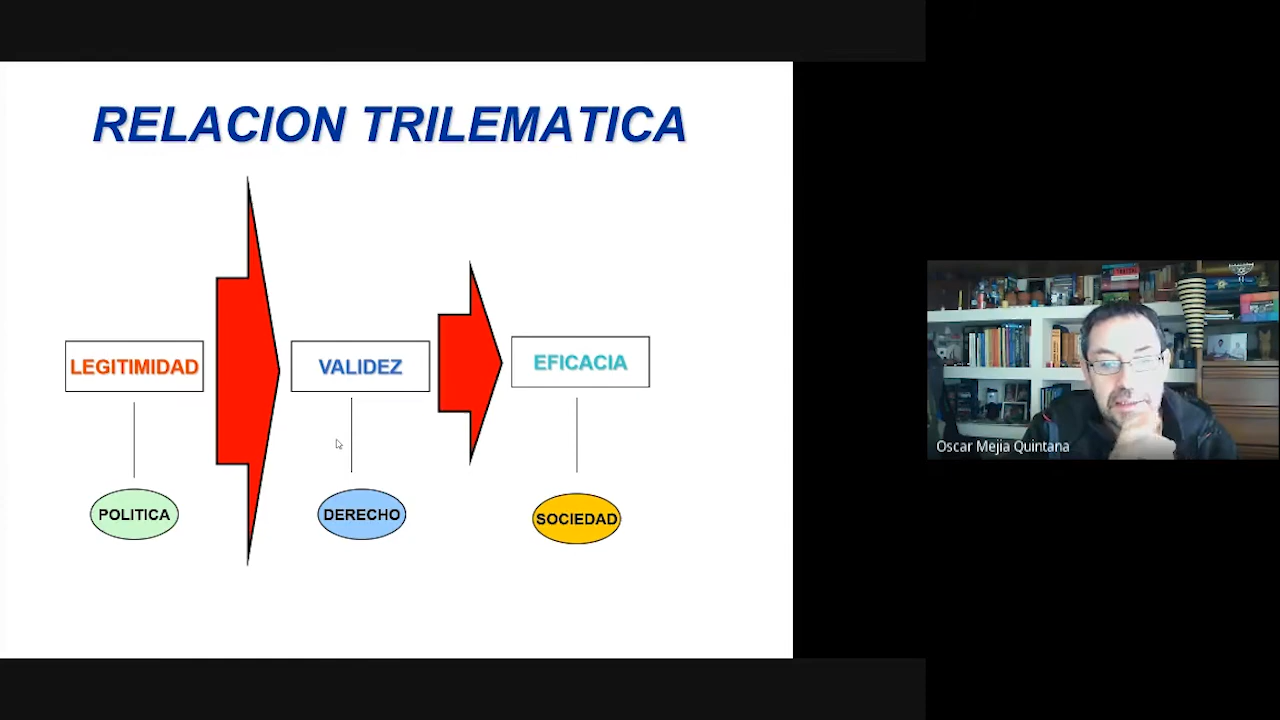 RELACION TRILEMATICA
LEGITIMIDAD
VALIDEZ
EFICACIA
POLITICA
DERECHO
SOCIEDAD
Oscar Mejia Quintana